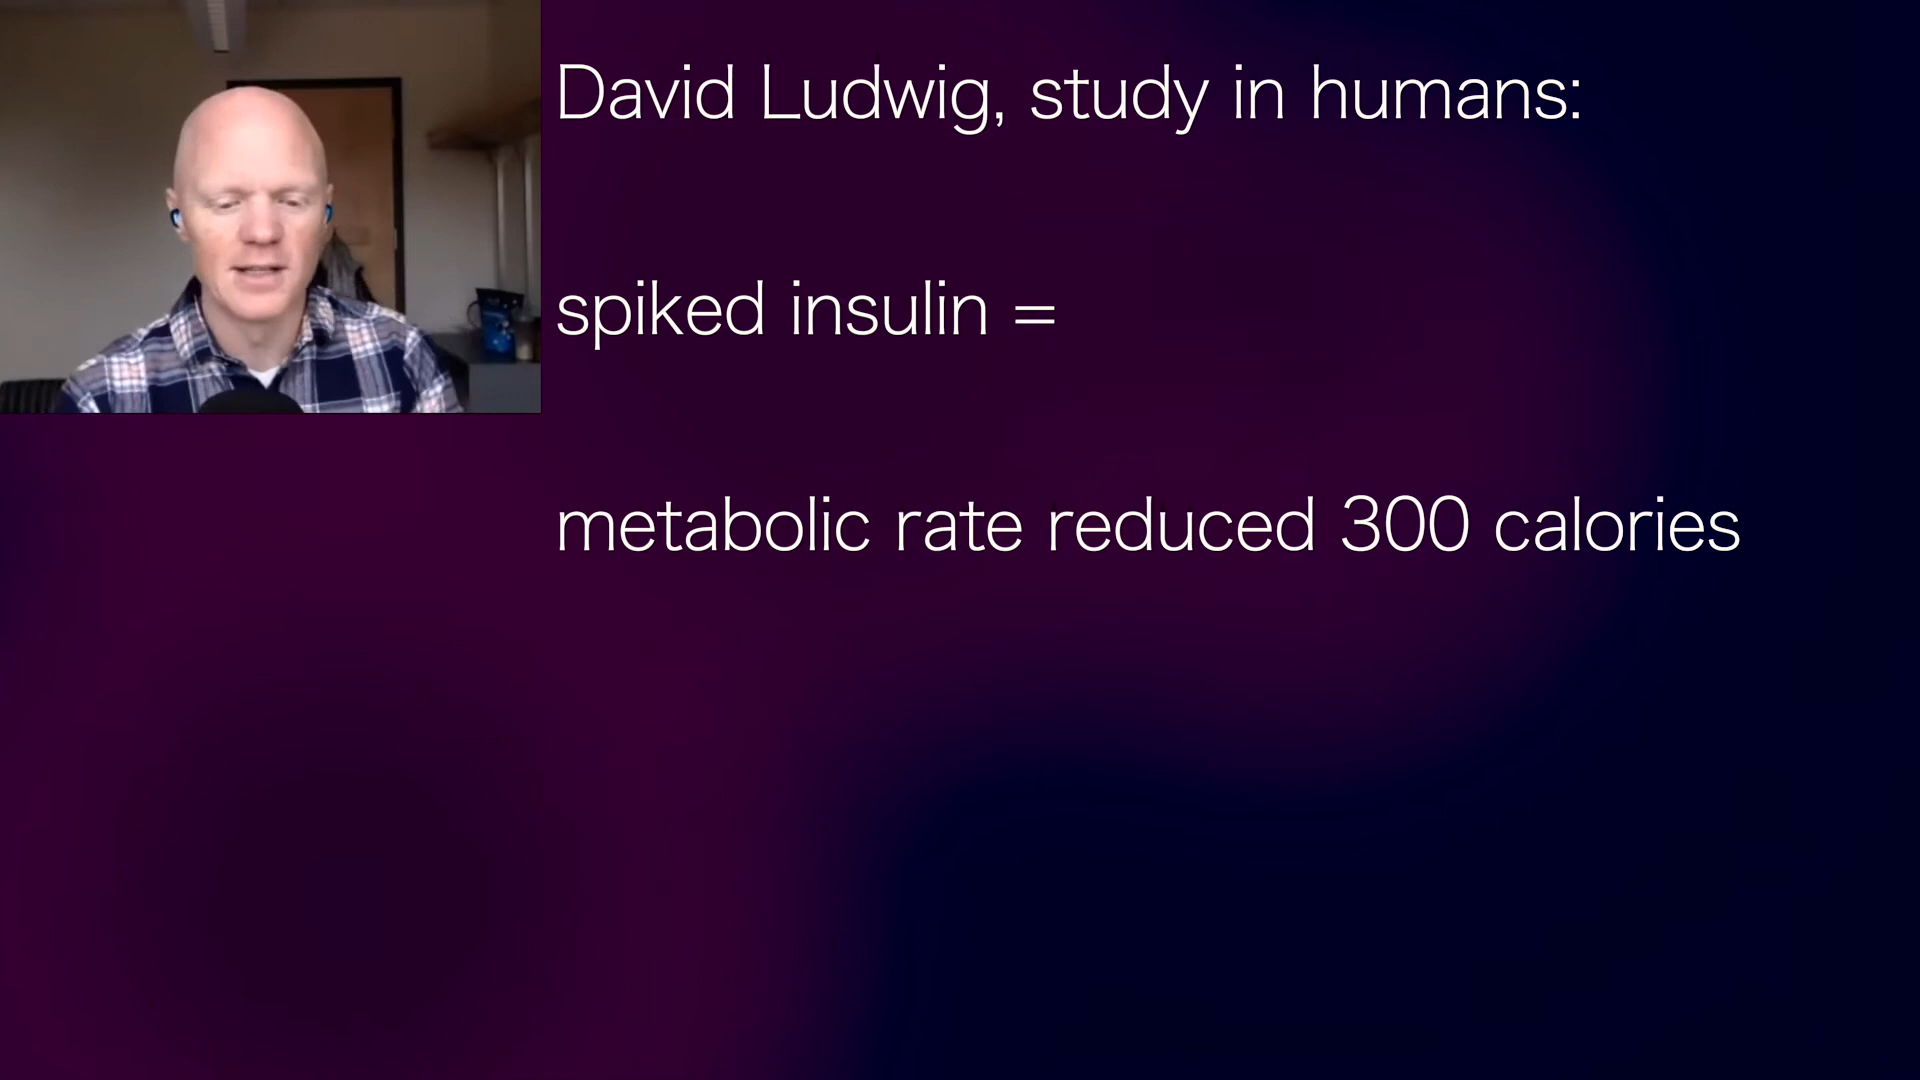 David Ludwig, study in humans:
spiked insulin =
metabolic rate reduced 300 calories